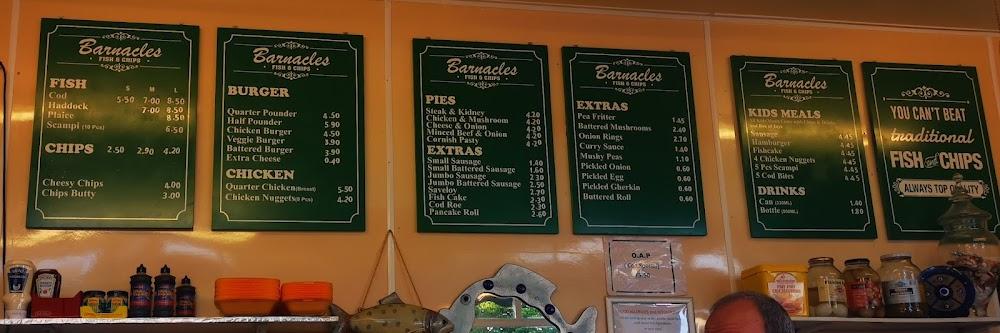 Barnacles
FISH & CHIPS
FISH
S M L
Cod 5·50 7·00 8·50
Haddock 7·00 8·50
Plaice 8.50
Scampi (10 Pcs) 6·50
CHIPS 2.50 2.90 4.20
Cheesy Chips 4.00
Chips Butty 3.00
Barnacles
FISH & CHIPS
BURGER
Quarter Pounder 4.50
Half Pounder 5.90
Chicken Burger 4.50
Veggie Burger 3.90
Battered Burger 3.90
Extra Cheese 0.40
CHICKEN
Quarter Chicken(Breast) 5-50
Chicken Nuggets(8 Pcs) 4-20
Barnacles
FISH & CHIPS
PIES
Steak & Kidney 4.20
Chicken & Mushroom 4.20
Cheese & Onion 4.20
Minced Beef & Onion 4.20
Cornish Pasty 4·20
EXTRAS
Small Sausage 1.40
Small Battered Sausage 1.60
Jumbo Sausage 2.30
Jumbo Battered Sausage 2.50
Saveloy 2.70
Fish Cake 2.30
Cod Roe 2.30
Pancake Roll 2.60
Barnacles
FISH & CHIPS
EXTRAS
Pea Fritter 1.45
Battered Mushrooms 2.40
Onion Rings 2.30
Curry Sauce 1.40
Mushy Peas 1.10
Pickled Onion 0.60
Pickled Egg 0.60
Pickled Gherkin 0.60
Buttered Roll 0.60
O.A.P
Barnacles
FISH & CHIPS
KIDS MEALS
Sausage 4.45
Hamburger 4.45
Fishcake 4.45
4 Chicken Nuggets 4.45
5 Pcs Scampi 4.45
5 Cod Bites 4.45
DRINKS
Can (330ML) 1.40
Bottle (500ML) 1.80
YOU CAN'T BEAT
traditional
FISH and CHIPS
ALWAYS TOP QUALITY